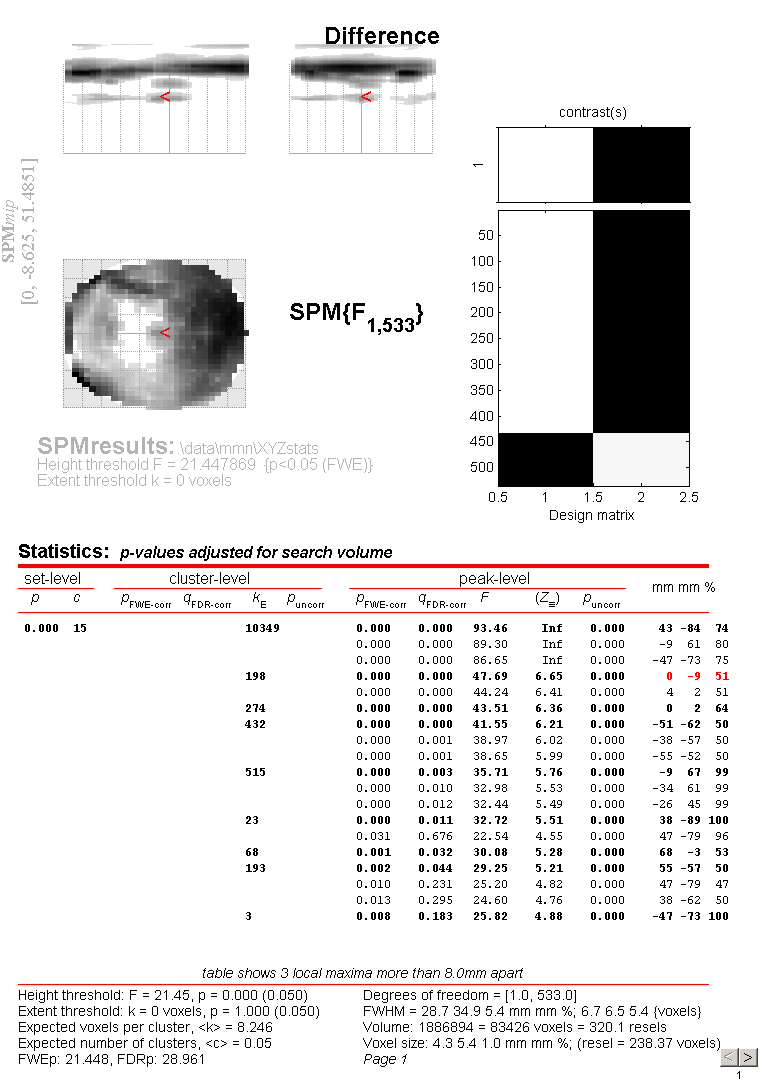 Difference
contrast(s)
1
SPMmip
[0, -8.625, 51.4851]
<
<
<
SPM{F1,533}
50
100
150
200
250
300
350
400
450
500
0.5 1 1.5 2 2.5
Design matrix
SPMresults: .\data\mmn\XYZstats
Height threshold F = 21.447869 {p<0.05 (FWE)}
Extent threshold k = 0 voxels
Statistics: p-values adjusted for search volume
set-level cluster-level peak-level mm mm %
p c pFWE-corr qFDR-corr kE puncorr pFWE-corr qFDR-corr F (Z≡) puncorr
0.000 15 10349 0.000 0.000 93.46 Inf 0.000 43 -84 74
0.000 0.000 89.30 Inf 0.000 -9 61 80
0.000 0.000 86.65 Inf 0.000 -47 -73 75
198 0.000 0.000 47.69 6.65 0.000 0 -9 51
0.000 0.000 44.24 6.41 0.000 4 2 51
274 0.000 0.000 43.51 6.36 0.000 0 2 64
432 0.000 0.000 41.55 6.21 0.000 -51 -62 50
0.000 0.001 38.97 6.02 0.000 -38 -57 50
0.000 0.001 38.65 5.99 0.000 -55 -52 50
515 0.000 0.003 35.71 5.76 0.000 -9 67 99
0.000 0.010 32.98 5.53 0.000 -34 61 99
0.000 0.012 32.44 5.49 0.000 -26 45 99
23 0.000 0.011 32.72 5.51 0.000 38 -89 100
0.031 0.676 22.54 4.55 0.000 47 -79 96
68 0.001 0.032 30.08 5.28 0.000 68 -3 53
193 0.002 0.044 29.25 5.21 0.000 55 -57 50
0.010 0.231 25.20 4.82 0.000 47 -79 47
0.013 0.295 24.60 4.76 0.000 38 -62 50
3 0.008 0.183 25.82 4.88 0.000 -47 -73 100
table shows 3 local maxima more than 8.0mm apart
Height threshold: F = 21.45, p = 0.000 (0.050)
Extent threshold: k = 0 voxels, p = 1.000 (0.050)
Expected voxels per cluster, <k> = 8.246
Expected number of clusters, <c> = 0.05
FWEp: 21.448, FDRp: 28.961
Degrees of freedom = [1.0, 533.0]
FWHM = 28.7 34.9 5.4 mm mm %; 6.7 6.5 5.4 {voxels}
Volume: 1886894 = 83426 voxels = 320.1 resels
Voxel size: 4.3 5.4 1.0 mm mm %; (resel = 238.37 voxels)
Page 1
< >
1